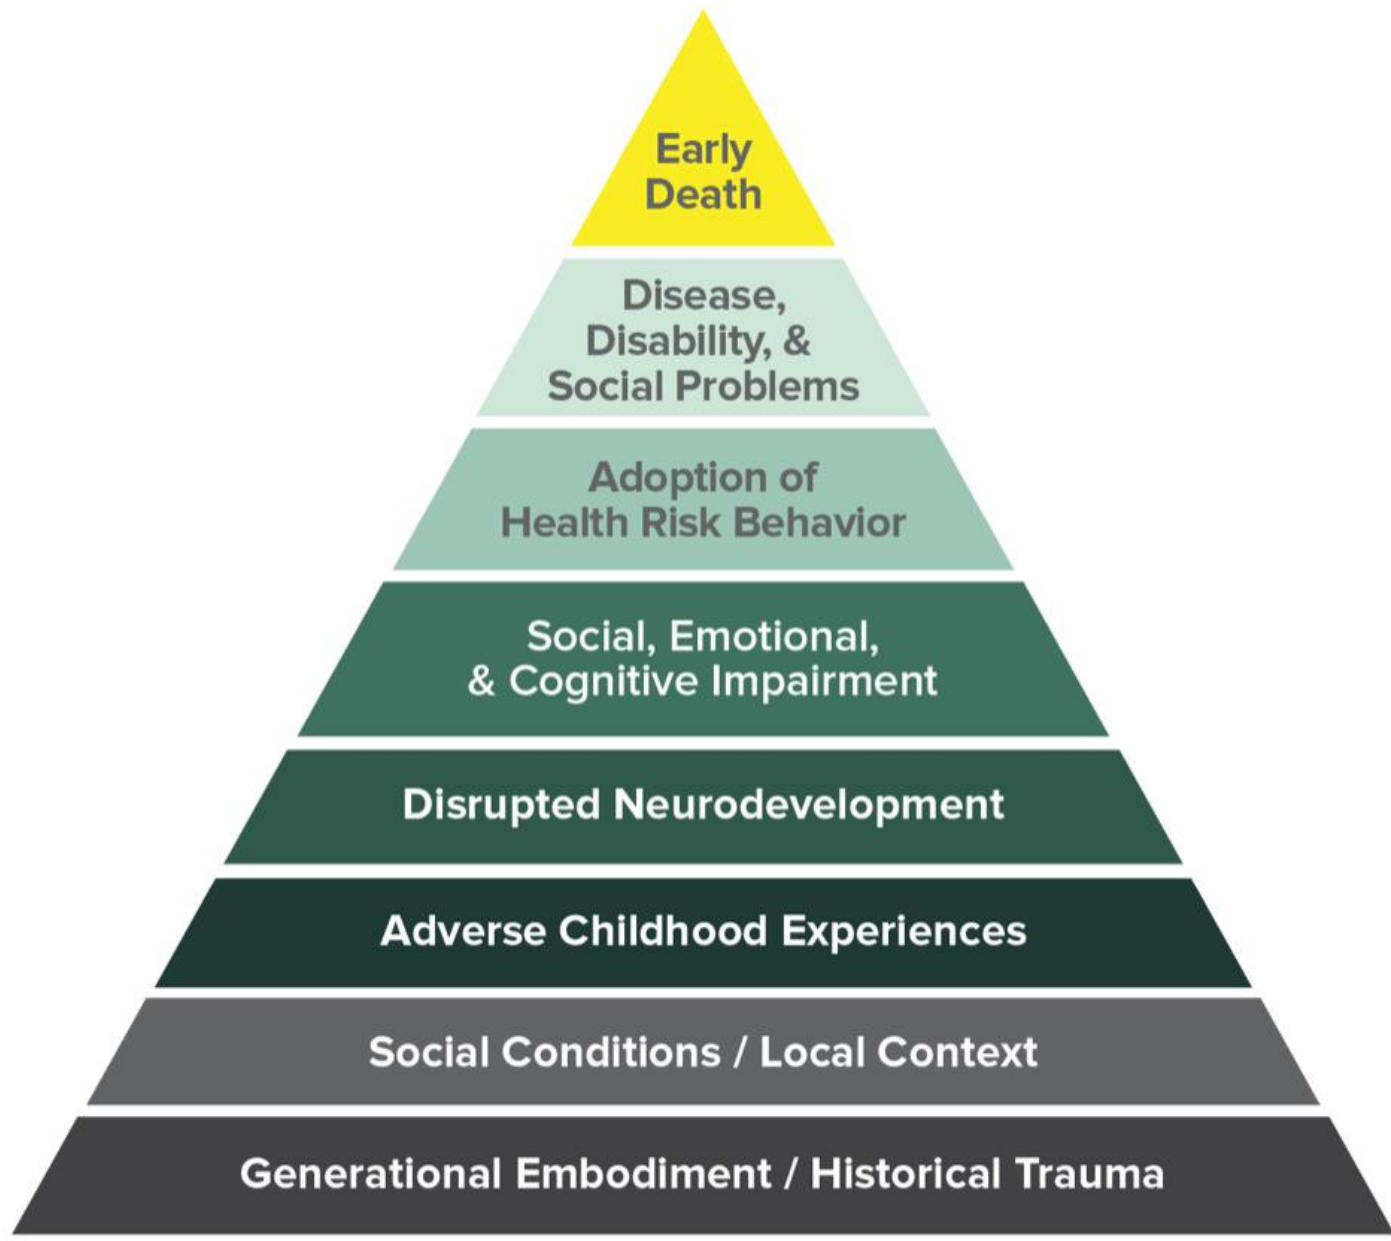 Early
Death
Disease,
Disability, &
Social Problems
Adoption of
Health Risk Behavior
Social, Emotional,
& Cognitive Impairment
Disrupted Neurodevelopment
Adverse Childhood Experiences
Social Conditions / Local Context
Generational Embodiment / Historical Trauma